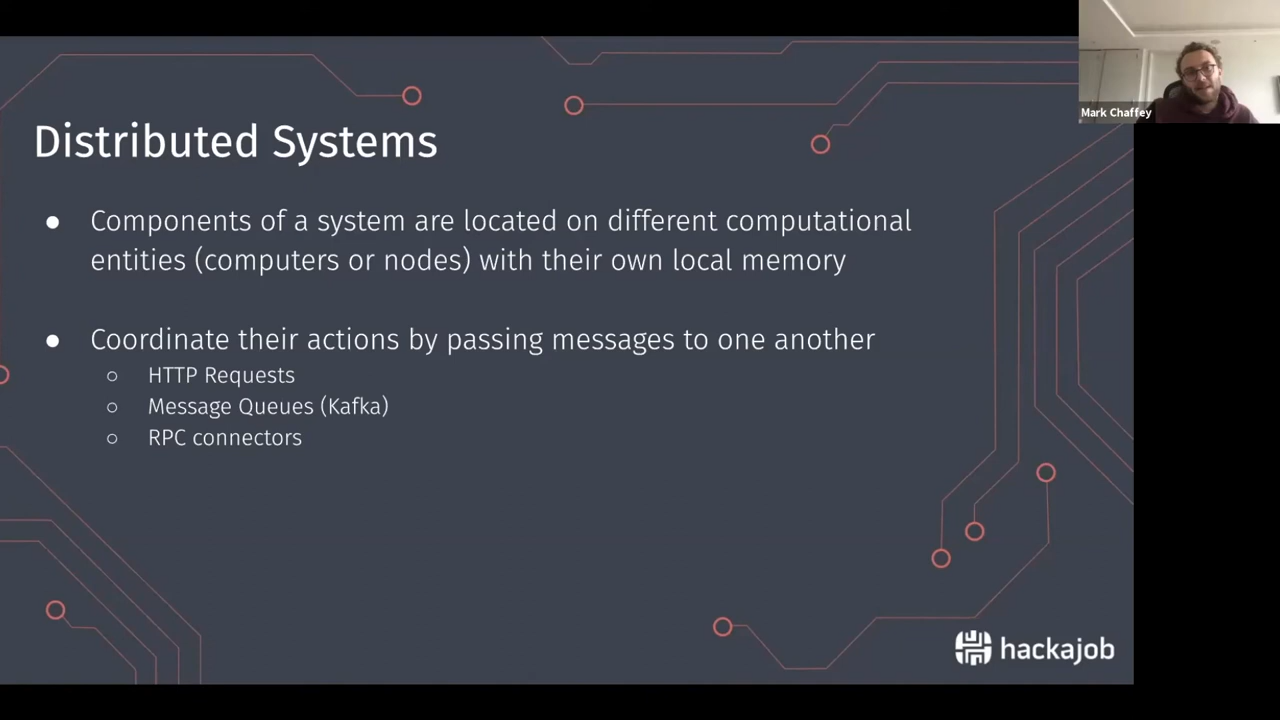 Distributed Systems
● Components of a system are located on different computational
entities (computers or nodes) with their own local memory
● Coordinate their actions by passing messages to one another
○ HTTP Requests
○ Message Queues (Kafka)
○ RPC connectors
hackajob
Mark Chaffey